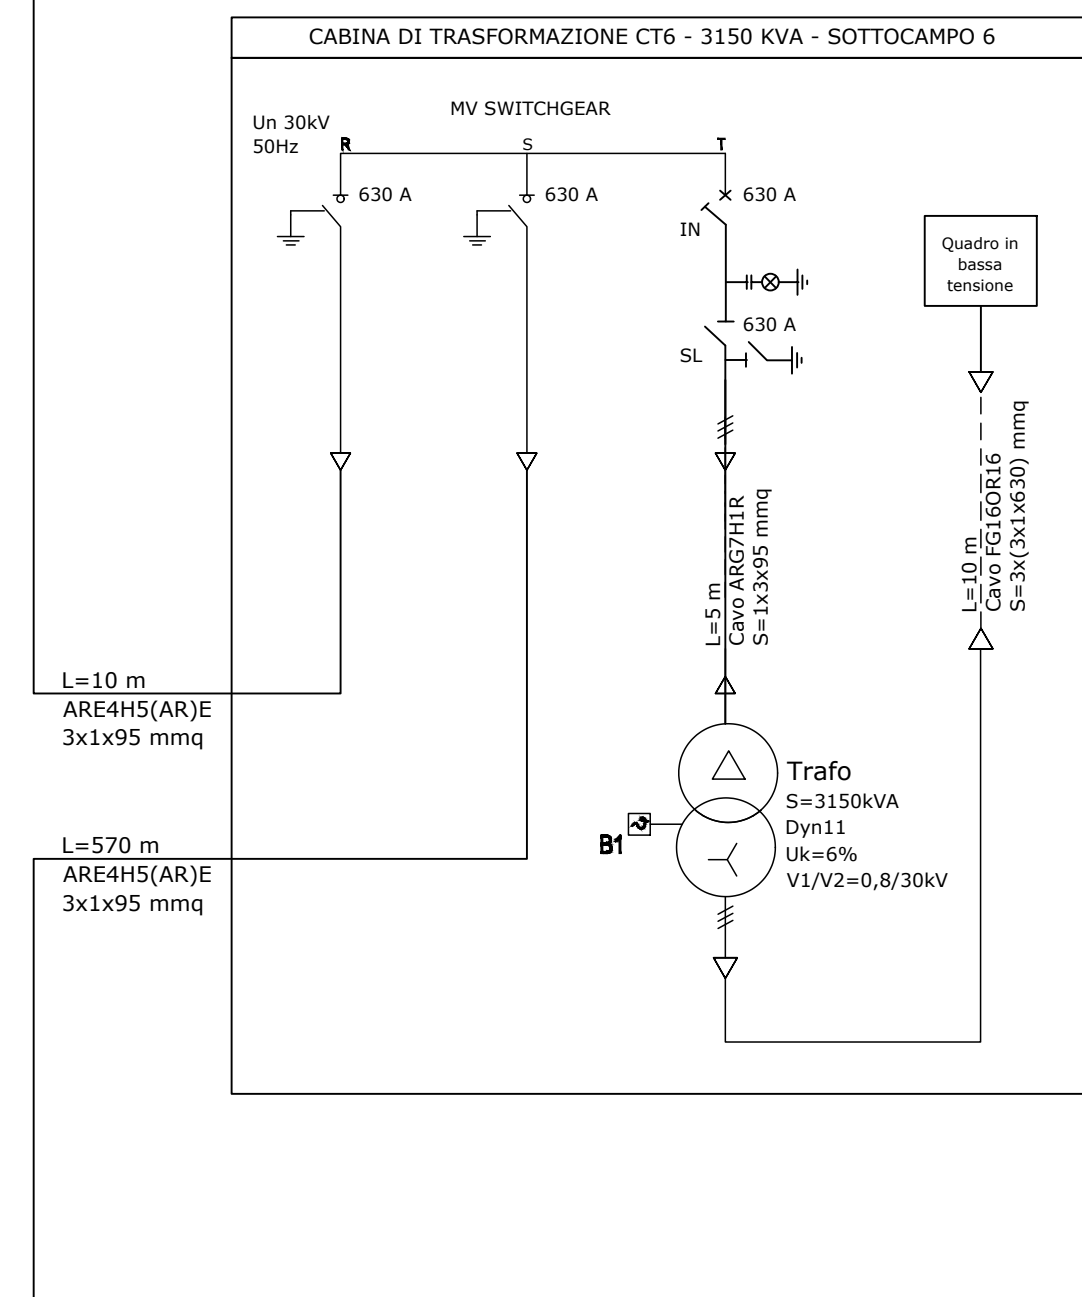 CABINA DI TRASFORMAZIONE CT6 - 3150 KVA - SOTTOCAMPO 6
MV SWITCHGEAR
Un 30kV
50Hz
R
S
T
630 A
630 A
630 A
IN
Quadro in
bassa
tensione
630 A
SL
L=5 m
Cavo ARG7H1R
S=1x3x95 mmq
L=10 m
Cavo FG16OR16
S=3x(3x1x630) mmq
L=10 m
ARE4H5(AR)E
3x1x95 mmq
L=570 m
ARE4H5(AR)E
3x1x95 mmq
Trafo
S=3150kVA
Dyn11
Uk=6%
V1/V2=0,8/30kV
B1